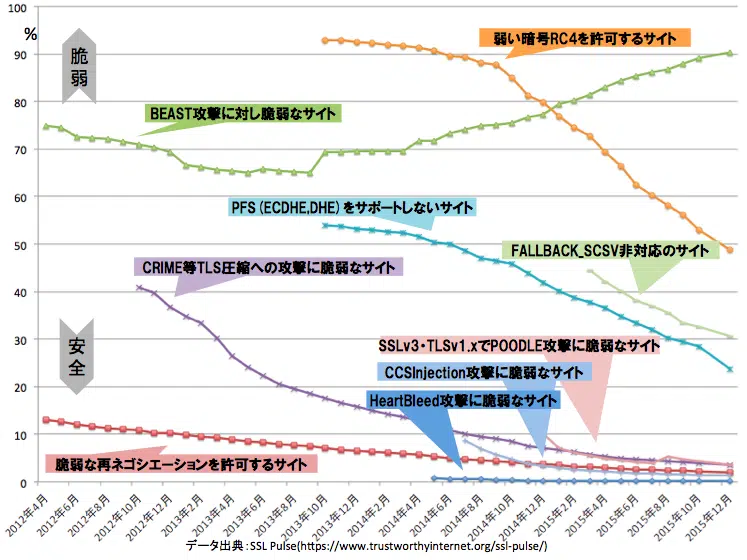 100
%
90
80
70
60
50
40
30
20
10
0
脆弱
安全
弱い暗号RC4を許可するサイト
BEAST攻撃に対し脆弱なサイト
PFS(ECDHE,DHE)をサポートしないサイト
FALLBACK_SCSV非対応のサイト
CRIME等TLS圧縮への攻撃に脆弱なサイト
SSLv3・TLSv1.xでPOODLE攻撃に脆弱なサイト
CCSInjection攻撃に脆弱なサイト
HeartBleed攻撃に脆弱なサイト
脆弱な再ネゴシエーションを許可するサイト
2012年4月
2012年6月
2012年8月
2012年10月
2012年12月
2013年2月
2013年4月
2013年6月
2013年8月
2013年10月
2013年12月
2014年2月
2014年4月
2014年6月
2014年8月
2014年10月
2014年12月
2015年2月
2015年4月
2015年6月
2015年8月
2015年10月
2015年12月
データ出典:SSL Pulse(https://www.trustworthyinternet.org/ssl-pulse/)